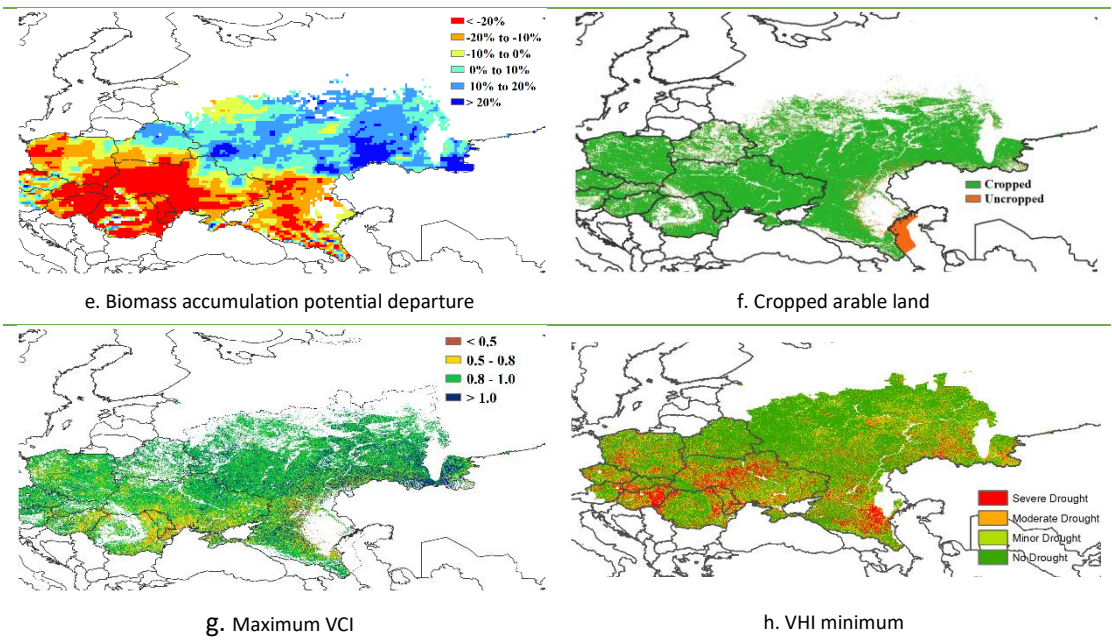 < -20%
-20% to -10%
-10% to 0%
0% to 10%
10% to 20%
> 20%
Cropped
Uncropped
e. Biomass accumulation potential departure
f. Cropped arable land
< 0.5
0.5 - 0.8
0.8 - 1.0
> 1.0
Severe Drought
Moderate Drought
Minor Drought
No Drought
g. Maximum VCI
h. VHI minimum